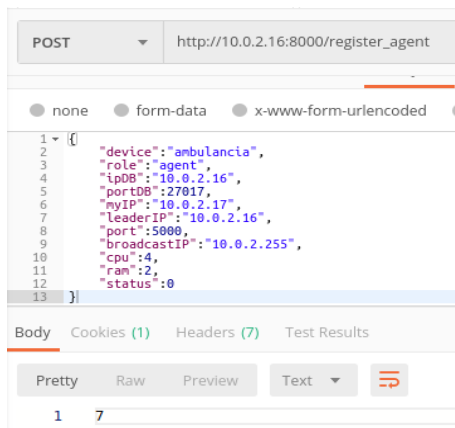 POST http://10.0.2.16:8000/register_agent
none form-data x-www-form-urlencoded
1 {
2 "device":"ambulancia",
3 "role":"agent",
4 "ipDB":"10.0.2.16",
5 "portDB":27017,
6 "myIP":"10.0.2.17",
7 "leaderIP":"10.0.2.16",
8 "port":5000,
9 "broadcastIP":"10.0.2.255",
10 "cpu":4,
11 "ram":2,
12 "status":0
13 }
Body Cookies (1) Headers (7) Test Results
Pretty Raw Preview Text
1 7